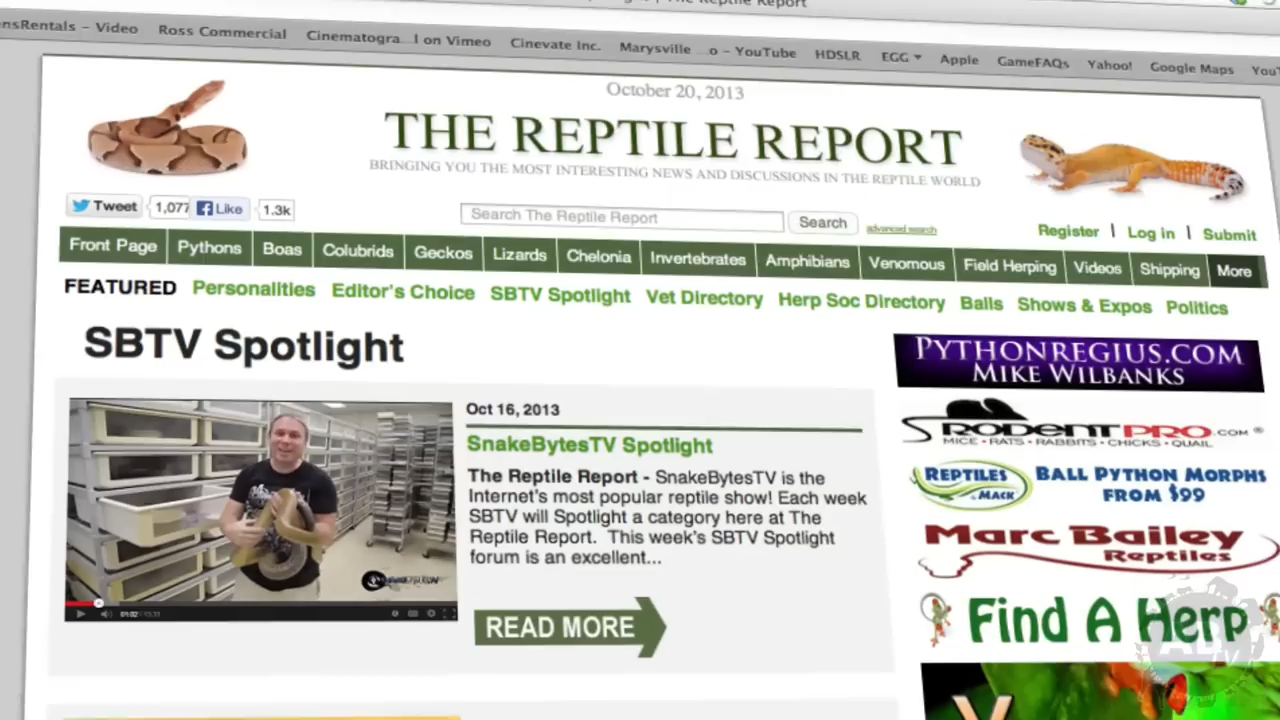 The Reptile Report
ensRentals - Video Ross Commercial Cinematogra...l on Vimeo Cinevate Inc. Marysville ...o - YouTube HDSLR EGG Apple GameFAQs Yahoo! Google Maps YouT
October 20, 2013
THE REPTILE REPORT
BRINGING YOU THE MOST INTERESTING NEWS AND DISCUSSIONS IN THE REPTILE WORLD
Tweet 1,077 Like 1.3k Search The Reptile Report Search advanced search Register | Log in | Submit
Front Page Pythons Boas Colubrids Geckos Lizards Chelonia Invertebrates Amphibians Venomous Field Herping Videos Shipping More
FEATURED Personalities Editor's Choice SBTV Spotlight Vet Directory Herp Soc Directory Balls Shows & Expos Politics
SBTV Spotlight
Oct 16, 2013
SnakeBytesTV Spotlight
The Reptile Report - SnakeBytesTV is the
Internet's most popular reptile show! Each week
SBTV will Spotlight a category here at The
Reptile Report. This week's SBTV Spotlight
forum is an excellent...
READ MORE
PYTHONREGIUS.COM
MIKE WILBANKS
RODENTPRO.COM®
MICE • RATS • RABBITS • CHICKS • QUAIL
REPTILES BY MACK
BALL PYTHON MORPHS
FROM $99
Marc Bailey
Reptiles
Find A Herp